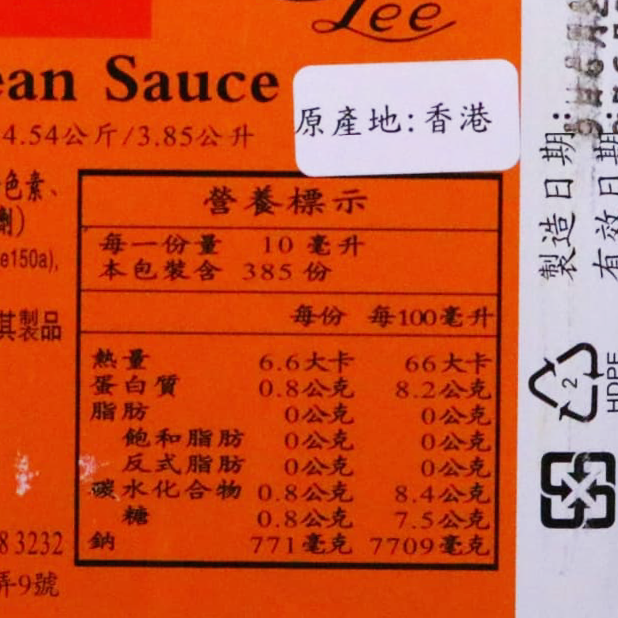 Lee
ean Sauce
4.54公斤/3.85公升
原產地:香港
色素、
劑)
e150a),
其製品
8 3232
弄9號
營養標示
每一份量 10 毫升
本包裝含 385 份
每份 每100毫升
熱量 6.6大卡 66大卡
蛋白質 0.8公克 8.2公克
脂肪 0公克 0公克
飽和脂肪 0公克 0公克
反式脂肪 0公克 0公克
碳水化合物 0.8公克 8.4公克
糖 0.8公克 7.5公克
鈉 771毫克 7709毫克
製造日期:
有效日期:
2
HDPE